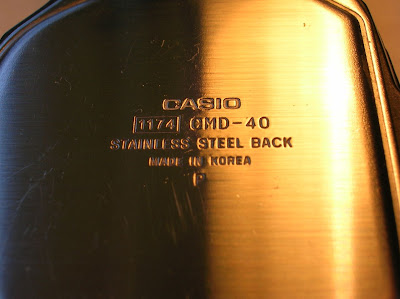 CASIO
1174 CMD-40
STAINLESS STEEL BACK
MADE IN KOREA